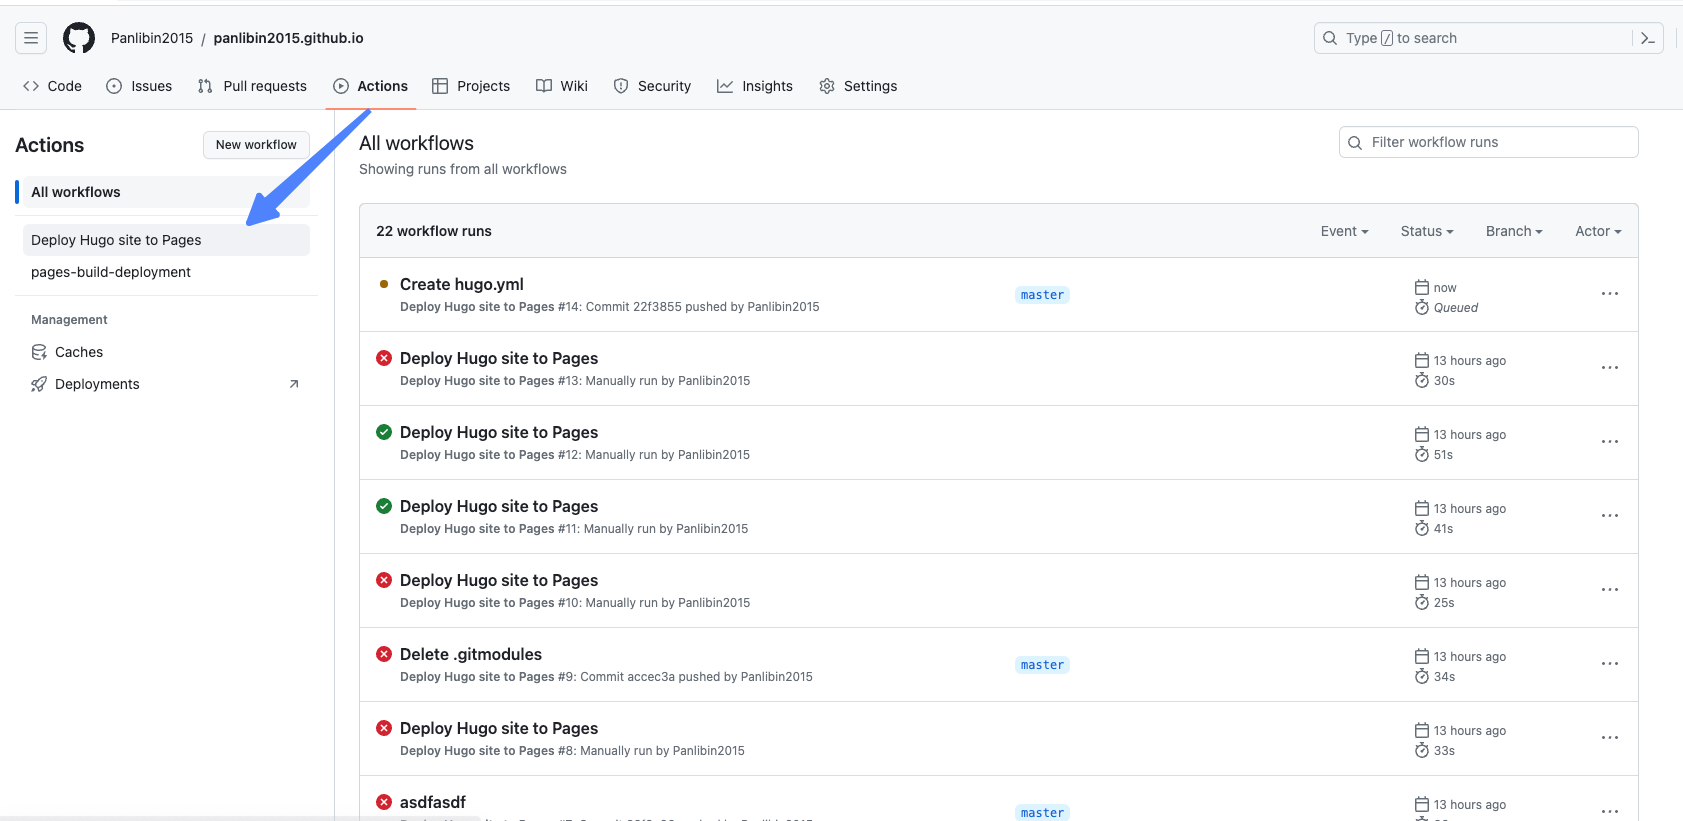 Panlibin2015 / panlibin2015.github.io
Type / to search
Code Issues Pull requests Actions Projects Wiki Security Insights Settings
Actions
New workflow
All workflows
Deploy Hugo site to Pages
pages-build-deployment
Management
Caches
Deployments
All workflows
Showing runs from all workflows
Filter workflow runs
22 workflow runs
Event Status Branch Actor
Create hugo.yml
Deploy Hugo site to Pages #14: Commit 22f3855 pushed by Panlibin2015
master
now
Queued
Deploy Hugo site to Pages
Deploy Hugo site to Pages #13: Manually run by Panlibin2015
13 hours ago
30s
Deploy Hugo site to Pages
Deploy Hugo site to Pages #12: Manually run by Panlibin2015
13 hours ago
51s
Deploy Hugo site to Pages
Deploy Hugo site to Pages #11: Manually run by Panlibin2015
13 hours ago
41s
Deploy Hugo site to Pages
Deploy Hugo site to Pages #10: Manually run by Panlibin2015
13 hours ago
25s
Delete .gitmodules
Deploy Hugo site to Pages #9: Commit accec3a pushed by Panlibin2015
master
13 hours ago
34s
Deploy Hugo site to Pages
Deploy Hugo site to Pages #8: Manually run by Panlibin2015
13 hours ago
33s
asdfasdf
master
13 hours ago